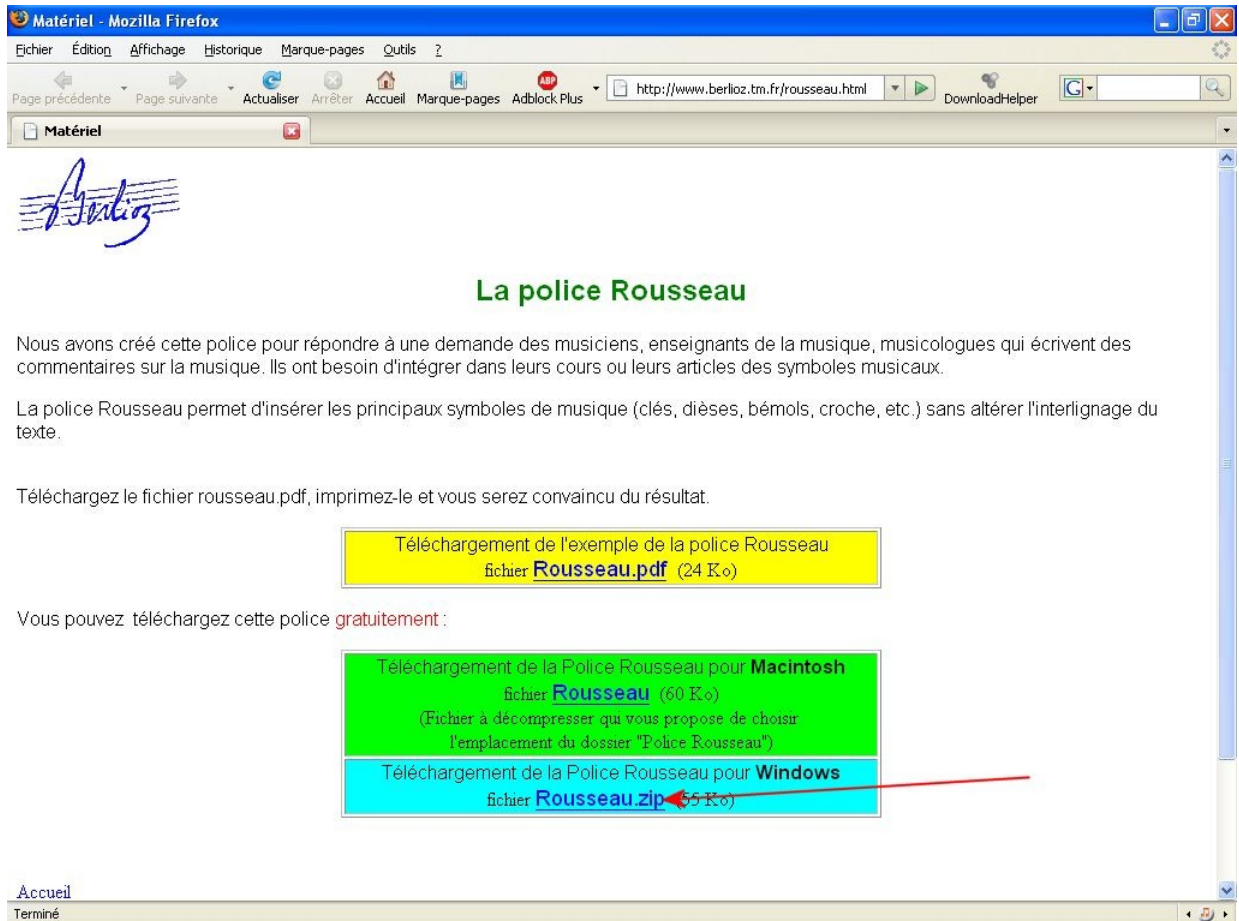 Matériel - Mozilla Firefox
Fichier Édition Affichage Historique Marque-pages Outils ?
Page précédente Page suivante Actualiser Arrêter Accueil Marque-pages Adblock Plus http://www.berlioz.tm.fr/rousseau.html DownloadHelper G
ABP
Matériel
Berlioz
La police Rousseau
Nous avons créé cette police pour répondre à une demande des musiciens, enseignants de la musique, musicologues qui écrivent des
commentaires sur la musique. Ils ont besoin d'intégrer dans leurs cours ou leurs articles des symboles musicaux.
La police Rousseau permet d'insérer les principaux symboles de musique (clés, dièses, bémols, croche, etc.) sans altérer l'interlignage du
texte.
Téléchargez le fichier rousseau.pdf, imprimez-le et vous serez convaincu du résultat.
Téléchargement de l'exemple de la police Rousseau
fichier Rousseau.pdf (24 Ko)
Vous pouvez téléchargez cette police gratuitement :
Téléchargement de la Police Rousseau pour Macintosh
fichier Rousseau (60 Ko)
(Fichier à décompresser qui vous propose de choisir
l'emplacement du dossier "Police Rousseau")
Téléchargement de la Police Rousseau pour Windows
fichier Rousseau.zip (55 Ko)
Accueil
Terminé